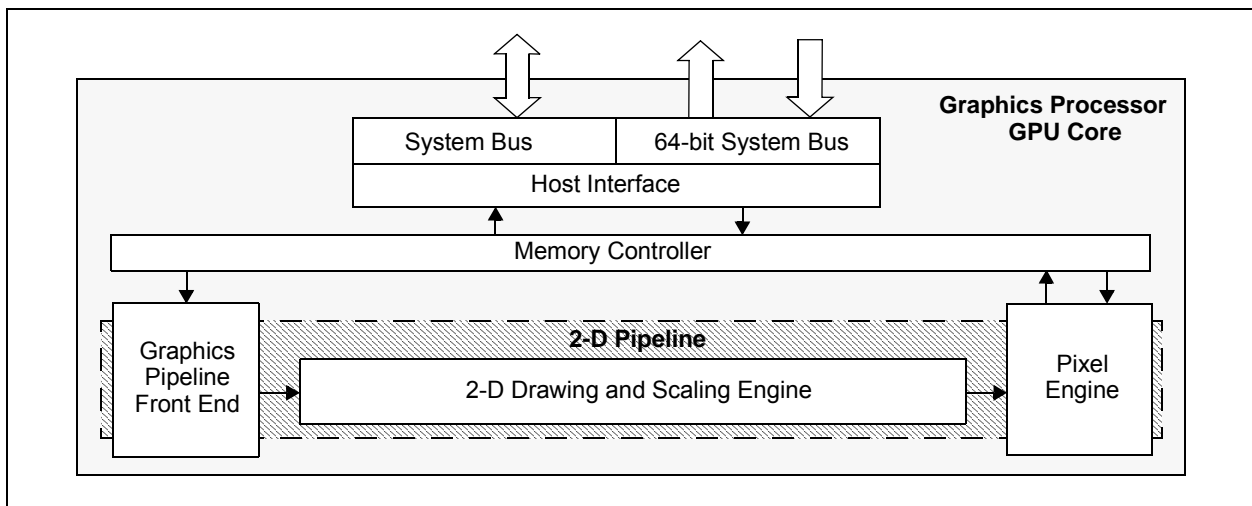 Graphics Processor
GPU Core
System Bus
64-bit System Bus
Host Interface
Memory Controller
2-D Pipeline
Graphics
Pipeline
Front End
2-D Drawing and Scaling Engine
Pixel
Engine